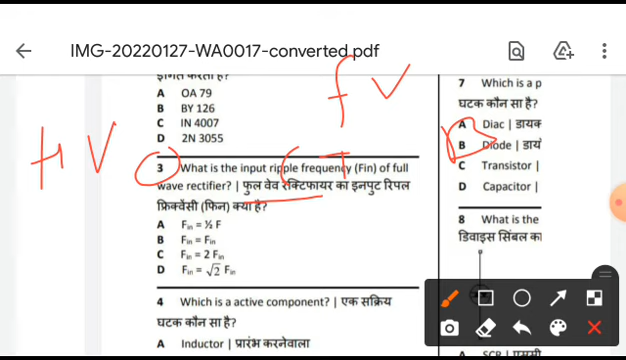 IMG-20220127-WA0017-converted.pdf
इंगित करता है?
A OA 79
B BY 126
C IN 4007
D 2N 3055
3 What is the input ripple frequency (Fin) of full
wave rectifier? | फुल वेव रेक्टिफायर का इनपुट रिपल
फ्रिक्वेंसी (फिन) क्या है?
A Fin = ½ F
B Fin = Fin
C Fin = 2 Fin
D Fin = √2 Fin
4 Which is a active component? | एक सक्रिय
घटक कौन सा है?
A Inductor | प्रारंभ करनेवाला
7 Which is a p
घटक कौन सा है?
A Diac | डायक
B Diode | डायं
C Transistor |
D Capacitor |
8 What is the
डिवाइस सिंबल का
H V
f V